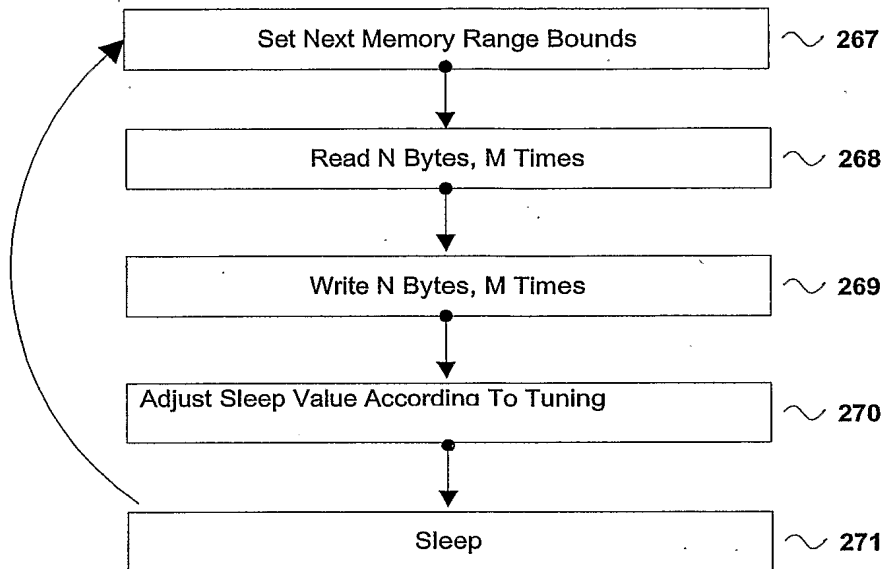 Set Next Memory Range Bounds 267
Read N Bytes, M Times 268
Write N Bytes, M Times 269
Adjust Sleep Value According To Tuning 270
Sleep 271